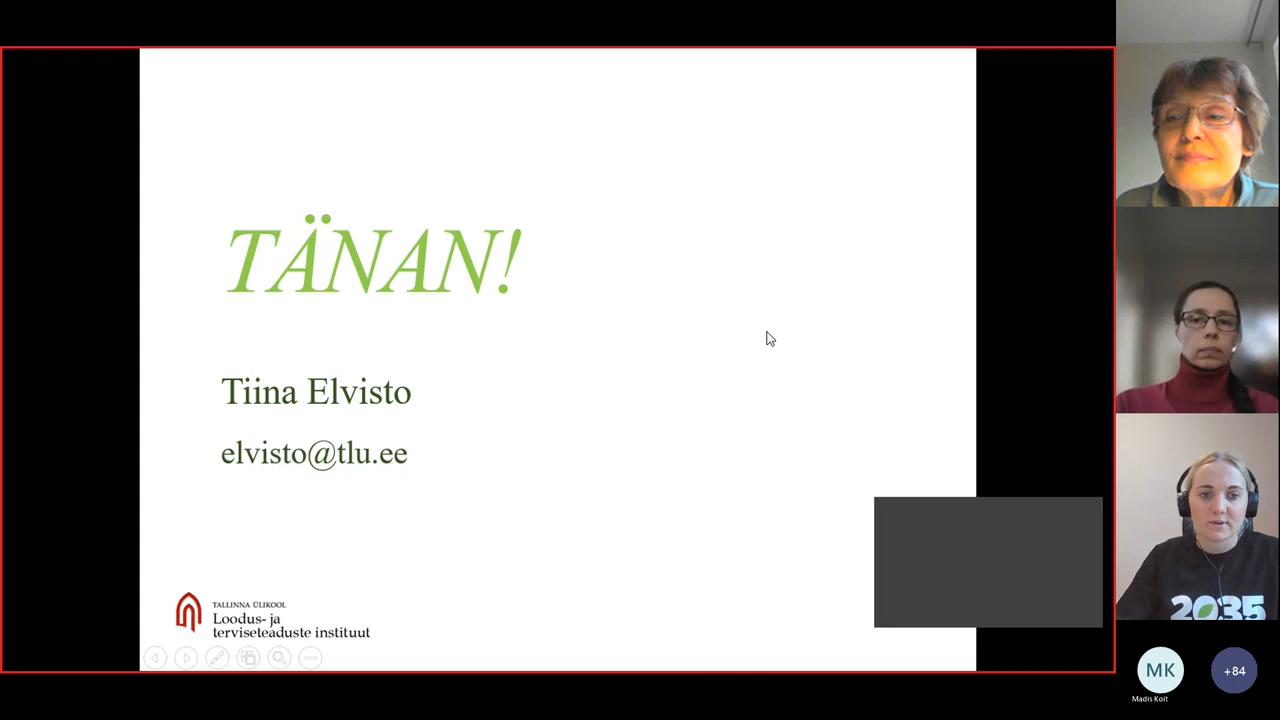 TÄNAN!
Tiina Elvisto
elvisto@tlu.ee
TALLINNA ÜLIKOOL
Loodus- ja
terviseteaduste instituut
2035
MK
+84
Madis Koit